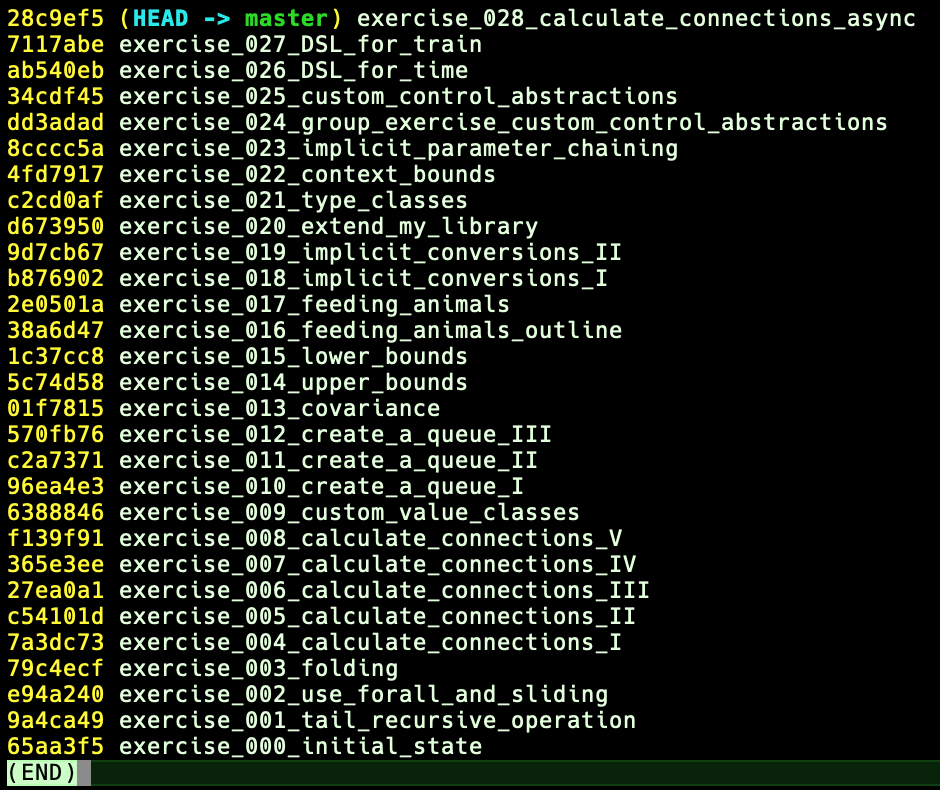 28c9ef5 (HEAD -> master) exercise_028_calculate_connections_async
7117abe exercise_027_DSL_for_train
ab540eb exercise_026_DSL_for_time
34cdf45 exercise_025_custom_control_abstractions
dd3adad exercise_024_group_exercise_custom_control_abstractions
8cccc5a exercise_023_implicit_parameter_chaining
4fd7917 exercise_022_context_bounds
c2cd0af exercise_021_type_classes
d673950 exercise_020_extend_my_library
9d7cb67 exercise_019_implicit_conversions_II
b876902 exercise_018_implicit_conversions_I
2e0501a exercise_017_feeding_animals
38a6d47 exercise_016_feeding_animals_outline
1c37cc8 exercise_015_lower_bounds
5c74d58 exercise_014_upper_bounds
01f7815 exercise_013_covariance
570fb76 exercise_012_create_a_queue_III
c2a7371 exercise_011_create_a_queue_II
96ea4e3 exercise_010_create_a_queue_I
6388846 exercise_009_custom_value_classes
f139f91 exercise_008_calculate_connections_V
365e3ee exercise_007_calculate_connections_IV
27ea0a1 exercise_006_calculate_connections_III
c54101d exercise_005_calculate_connections_II
7a3dc73 exercise_004_calculate_connections_I
79c4ecf exercise_003_folding
e94a240 exercise_002_use_forall_and_sliding
9a4ca49 exercise_001_tail_recursive_operation
65aa3f5 exercise_000_initial_state
(END)